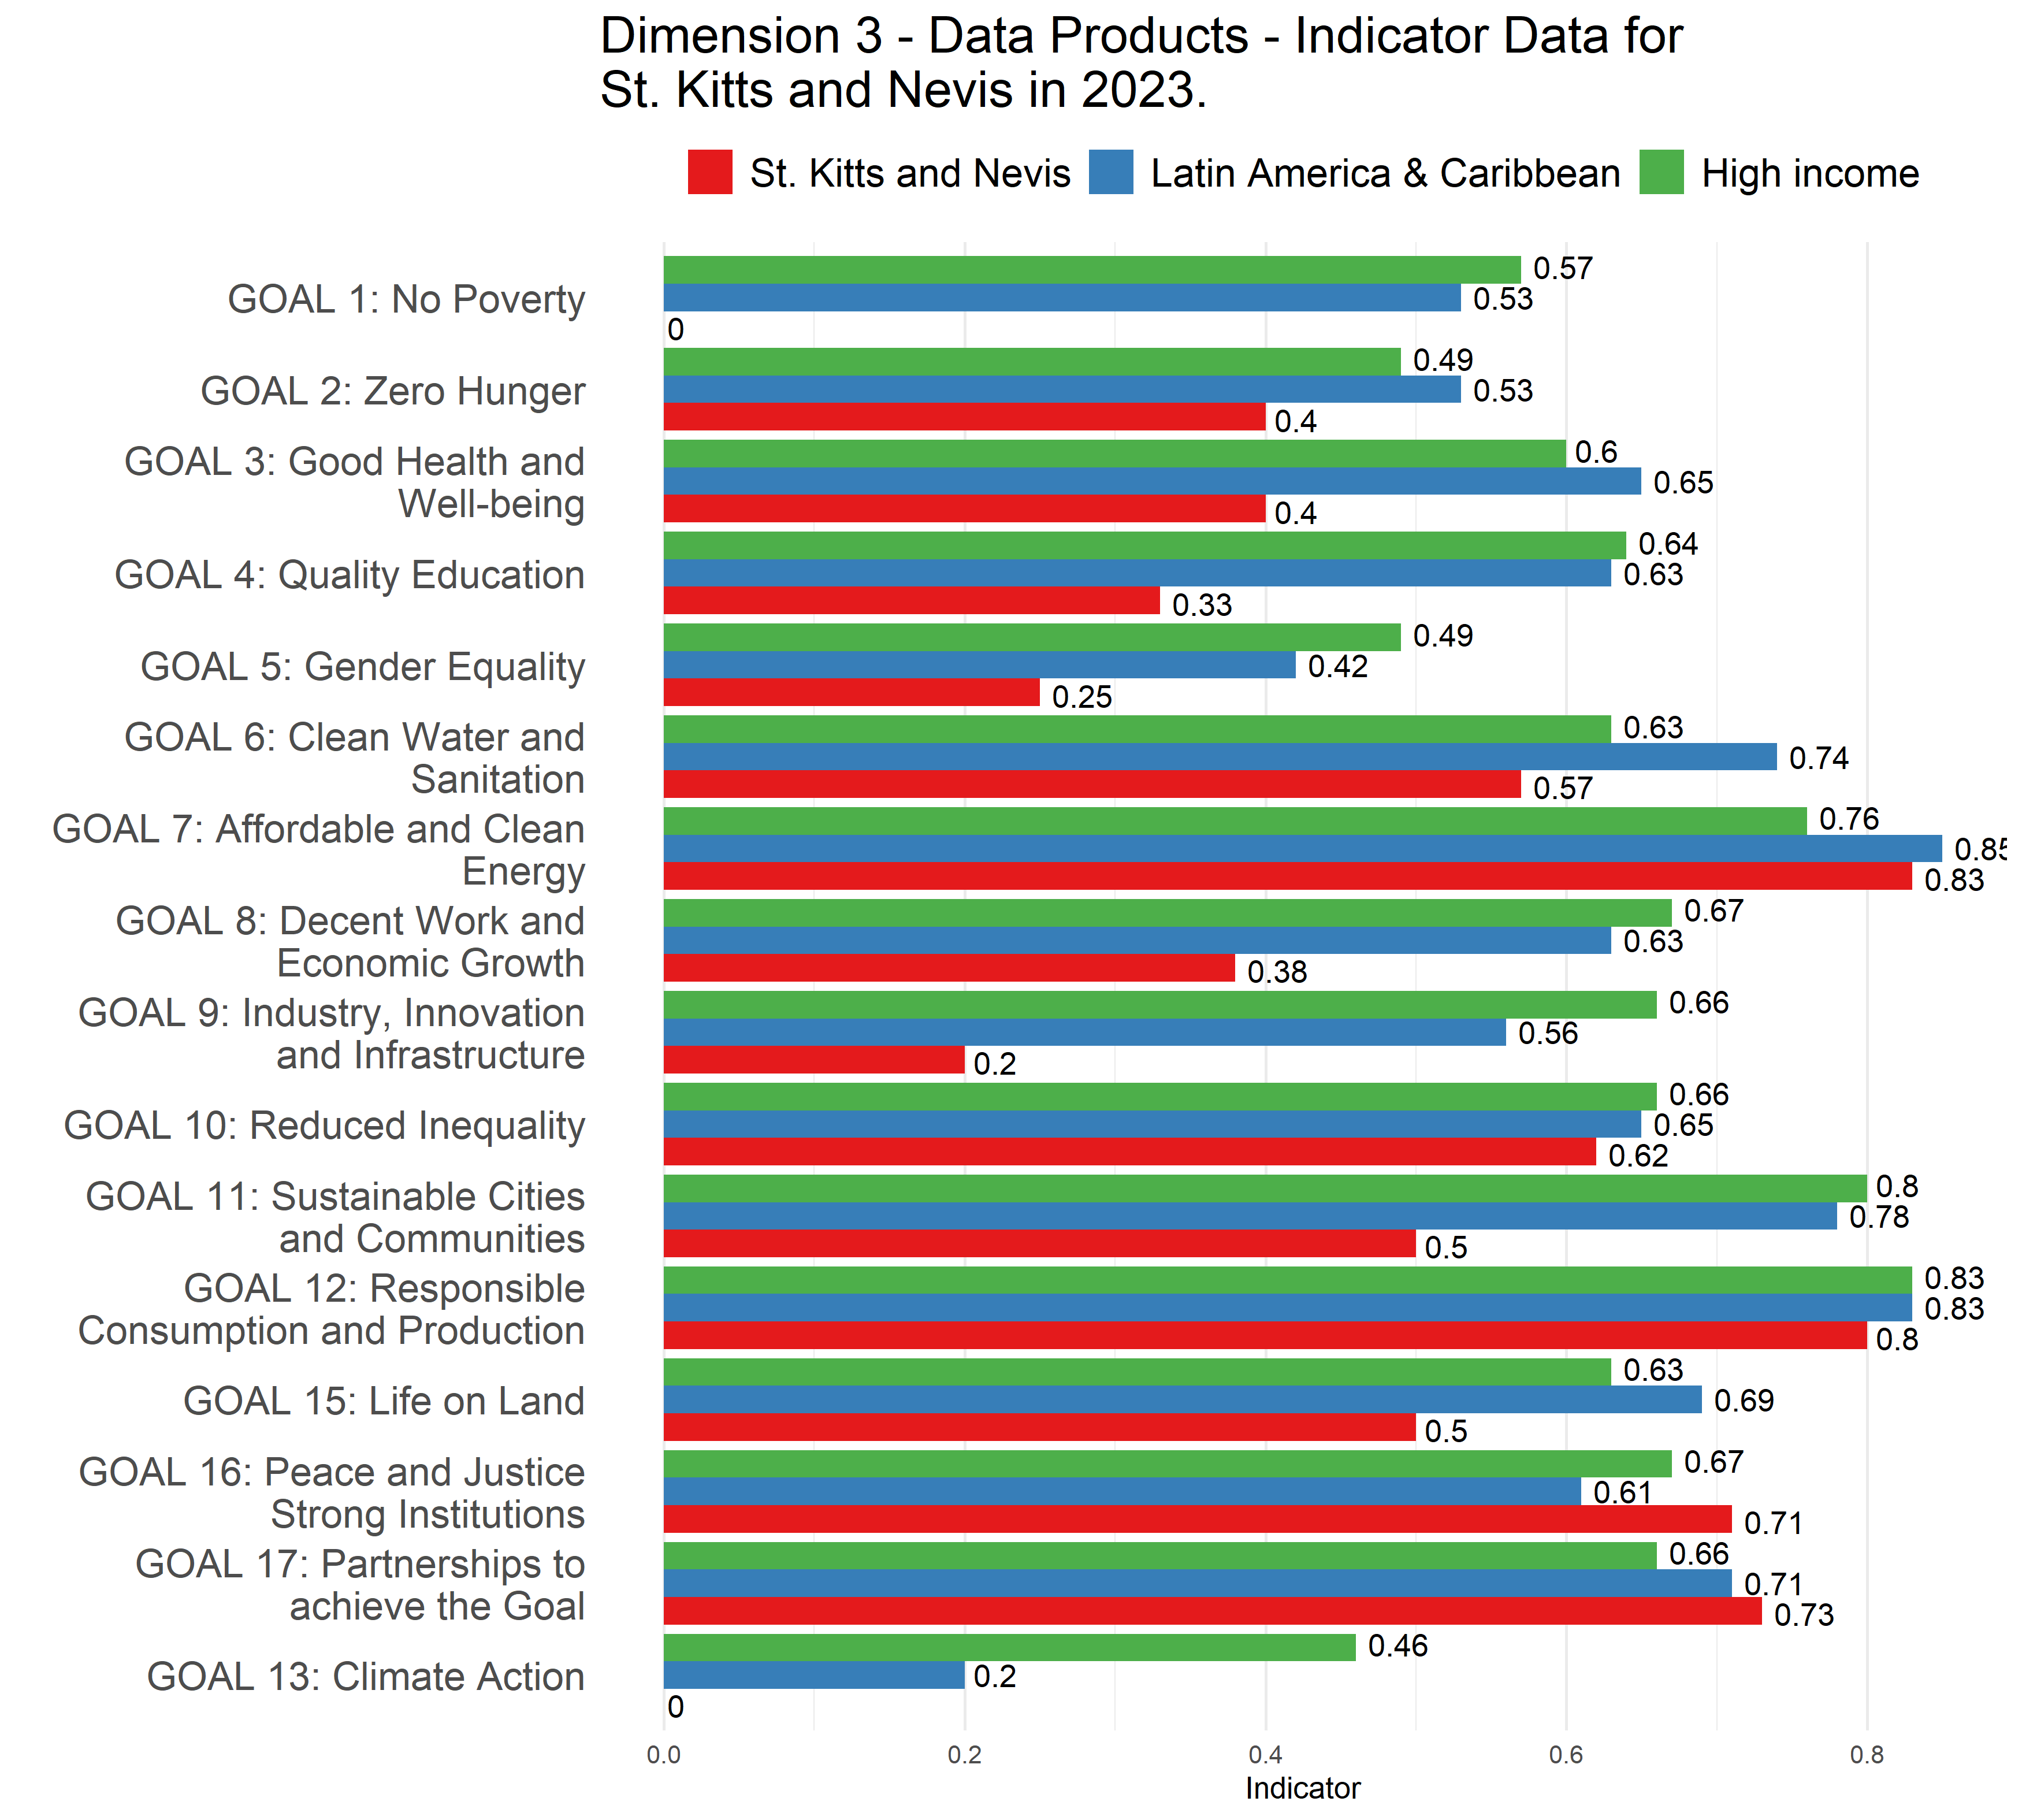 Dimension 3 - Data Products - Indicator Data for
St. Kitts and Nevis in 2023.
St. Kitts and Nevis Latin America & Caribbean High income
GOAL 1: No Poverty
0.57
0.53
0
GOAL 2: Zero Hunger
0.49
0.53
0.4
GOAL 3: Good Health and
Well-being
0.6
0.65
0.4
GOAL 4: Quality Education
0.64
0.63
0.33
GOAL 5: Gender Equality
0.49
0.42
0.25
GOAL 6: Clean Water and
Sanitation
0.63
0.74
0.57
GOAL 7: Affordable and Clean
Energy
0.76
0.85
0.83
GOAL 8: Decent Work and
Economic Growth
0.67
0.63
0.38
GOAL 9: Industry, Innovation
and Infrastructure
0.66
0.56
0.2
GOAL 10: Reduced Inequality
0.66
0.65
0.62
GOAL 11: Sustainable Cities
and Communities
0.8
0.78
0.5
GOAL 12: Responsible
Consumption and Production
0.83
0.83
0.8
GOAL 15: Life on Land
0.63
0.69
0.5
GOAL 16: Peace and Justice
Strong Institutions
0.67
0.61
0.71
GOAL 17: Partnerships to
achieve the Goal
0.66
0.71
0.73
GOAL 13: Climate Action
0.46
0.2
0
0.0 0.2 0.4 0.6 0.8
Indicator